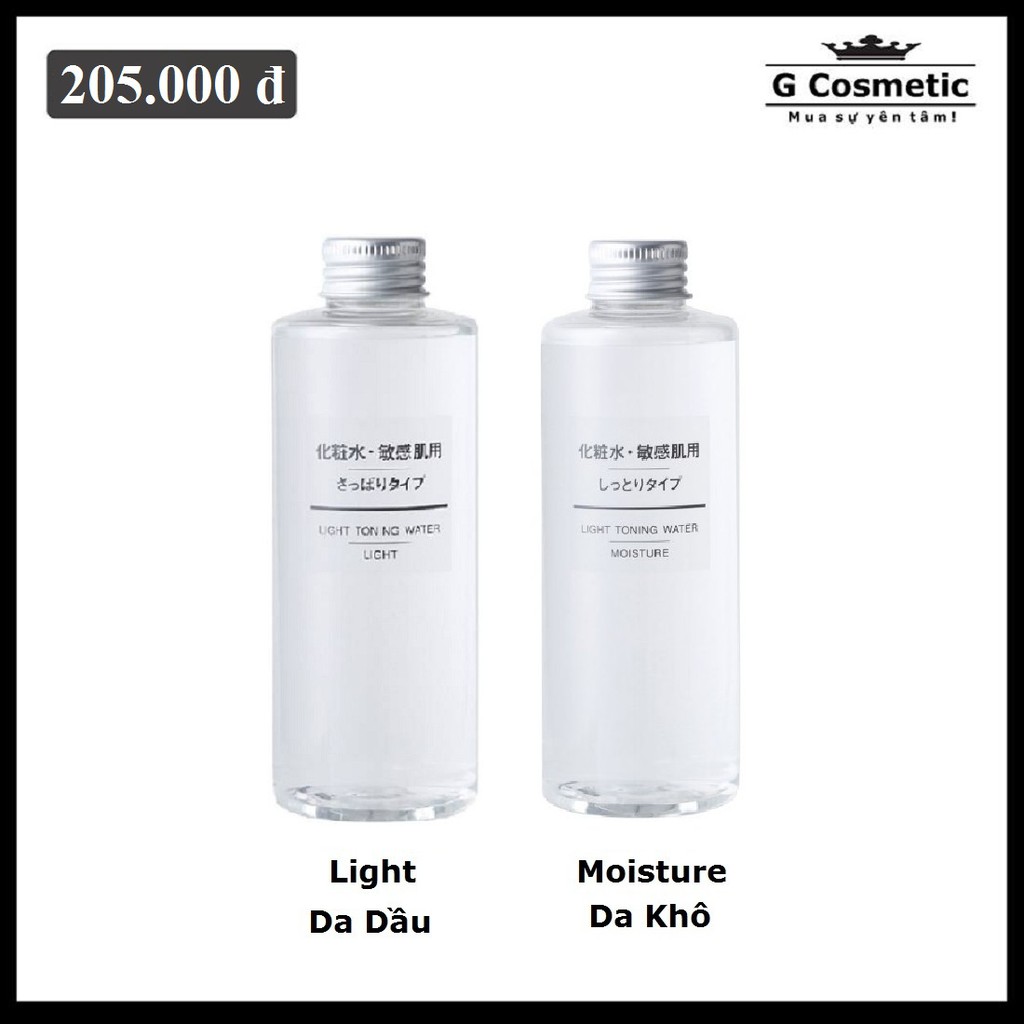 205.000 đ
G Cosmetic
Mua sự yên tâm!
化粧水-敏感肌用
さっぱりタイプ
LIGHT TONING WATER
LIGHT
化粧水・敏感肌用
しっとりタイプ
LIGHT TONING WATER
MOISTURE
Light
Da Dầu
Moisture
Da Khô